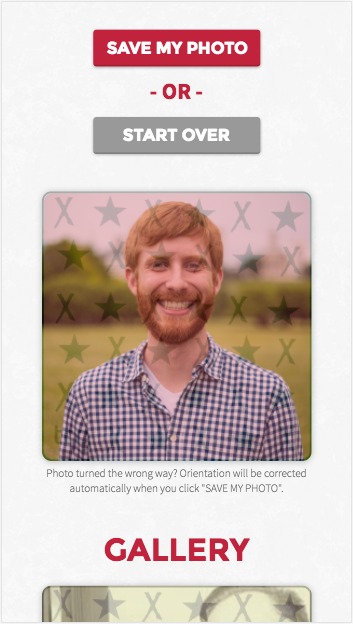 SAVE MY PHOTO
- OR -
START OVER
Photo turned the wrong way? Orientation will be corrected
automatically when you click "SAVE MY PHOTO".
GALLERY